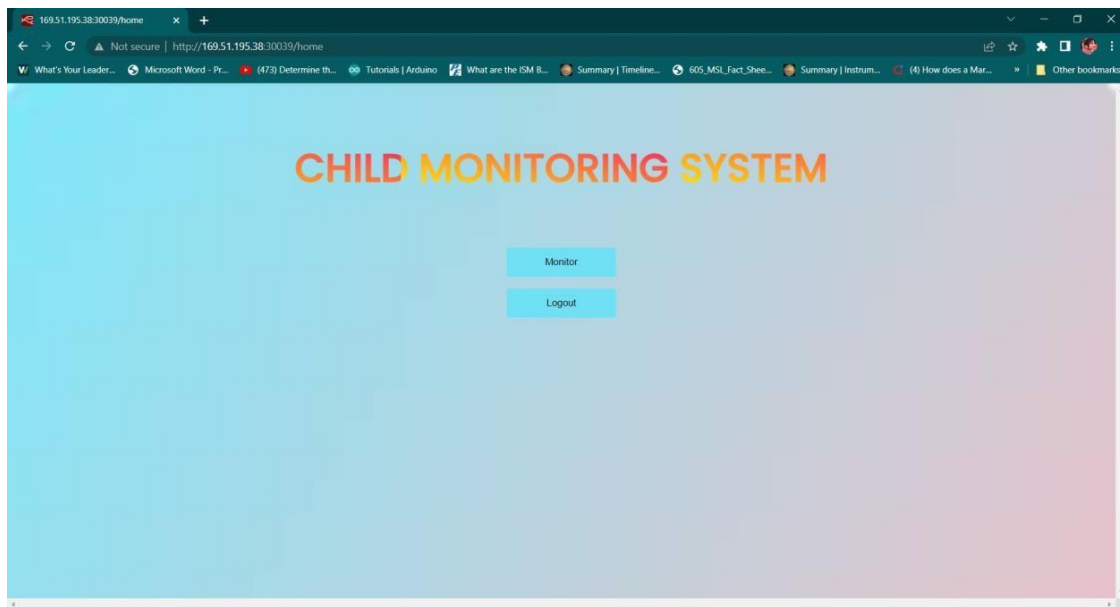 169.51.195.38:30039/home
Not secure | http://169.51.195.38:30039/home
What's Your Leader... Microsoft Word - Pr... (473) Determine th... Tutorials | Arduino What are the ISM B... Summary | Timeline... 605_MSL_Fact_Shee... Summary | Instrum... (4) How does a Mar... » Other bookmarks
CHILD MONITORING SYSTEM
Monitor
Logout